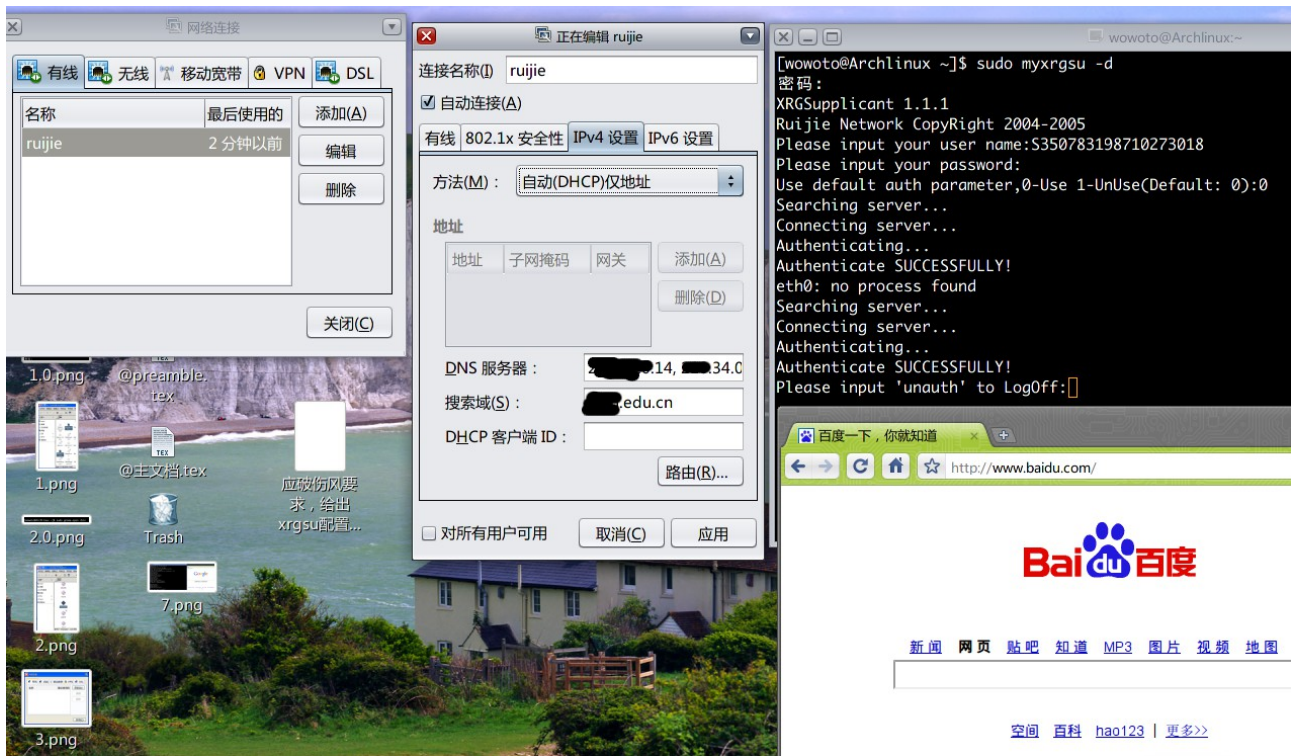 网络连接
有线
无线
移动宽带
VPN
DSL
名称
最后使用的
添加(A)
ruijie
2 分钟以前
编辑
删除
关闭(C)
1.0.png
@preamble.
tex
1.png
@主文档.tex
应破伤风要
求，给出
xrgsu配置...
2.0.png
Trash
7.png
2.png
3.png
正在编辑 ruijie
连接名称(I)
ruijie
自动连接(A)
有线
802.1x 安全性
IPv4 设置
IPv6 设置
方法(M)：
自动(DHCP)仅地址
地址
地址
子网掩码
网关
添加(A)
删除(D)
DNS 服务器：
.14,
.34.0
搜索域(S)：
.edu.cn
DHCP 客户端 ID：
路由(R)...
对所有用户可用
取消(C)
应用
wowoto@Archlinux:~
[wowoto@Archlinux ~]$ sudo myxrgsu -d
密码：
XRGSupplicant 1.1.1
Ruijie Network CopyRight 2004-2005
Please input your user name:S350783198710273018
Please input your password:
Use default auth parameter,0-Use 1-UnUse(Default: 0):0
Searching server...
Connecting server...
Authenticating...
Authenticate SUCCESSFULLY!
eth0: no process found
Searching server...
Connecting server...
Authenticating...
Authenticate SUCCESSFULLY!
Please input 'unauth' to LogOff:
百度一下，你就知道
http://www.baidu.com/
Bai du 百度
新闻 网页 贴吧 知道 MP3 图片 视频 地图
空间 百科 hao123 | 更多>>